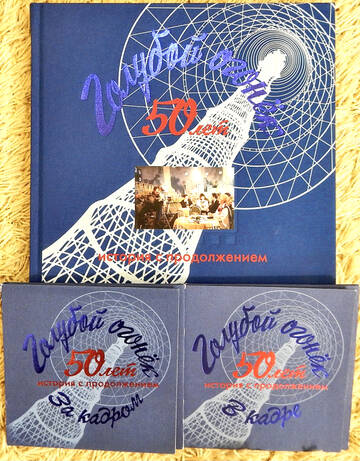 Голубой огонёк
50 лет
история с продолжением
Голубой огонёк
50 лет
история с продолжением
За кадром
Голубой огонёк
50 лет
история с продолжением
В кадре